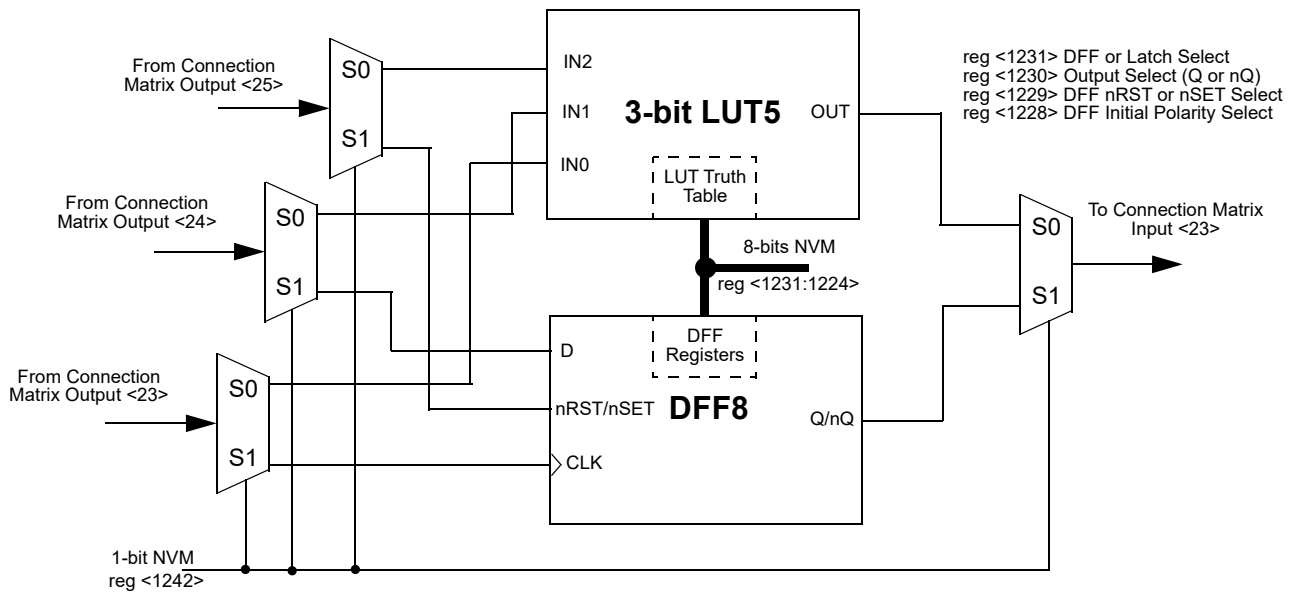 From Connection
Matrix Output <25>
S0
S1
IN2
IN1
IN0
3-bit LUT5
OUT
LUT Truth
Table
reg <1231> DFF or Latch Select
reg <1230> Output Select (Q or nQ)
reg <1229> DFF nRST or nSET Select
reg <1228> DFF Initial Polarity Select
From Connection
Matrix Output <24>
S0
S1
8-bits NVM
reg <1231:1224>
S0
S1
To Connection Matrix
Input <23>
From Connection
Matrix Output <23>
S0
S1
DFF
Registers
D
nRST/nSET
DFF8
Q/nQ
CLK
1-bit NVM
reg <1242>